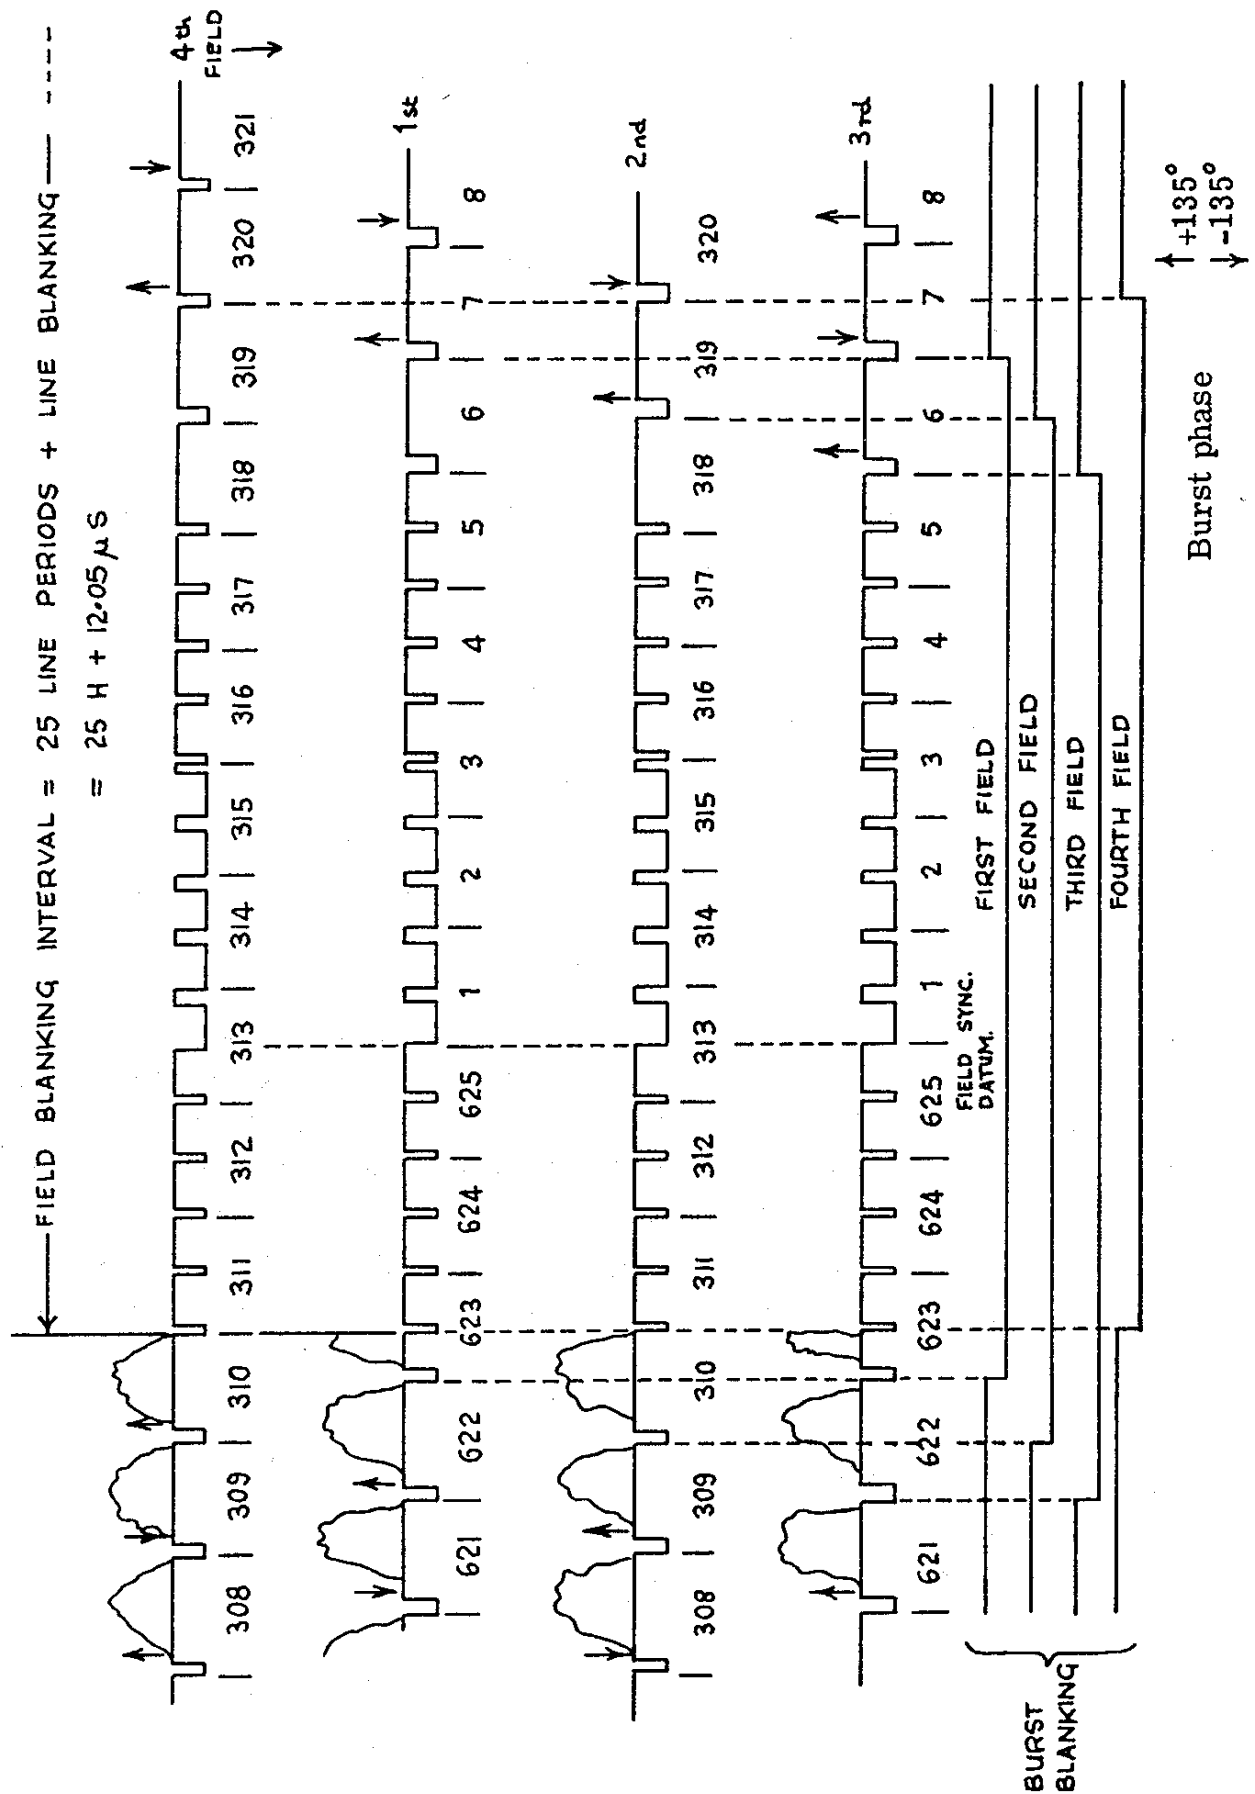 FIELD BLANKING INTERVAL = 25 LINE PERIODS + LINE BLANKING
= 25 H + 12.05 µS
308 309 310 311 312 313 314 315 316 317 318 319 320 321
4th
FIELD
621 622 623 624 625 1 2 3 4 5 6 7 8
1st
308 309 310 311 312 313 314 315 316 317 318 319 320
2nd
621 622 623 624 625 1 2 3 4 5 6 7 8
3rd
FIELD SYNC.
DATUM.
BURST
BLANKING
FIRST FIELD
SECOND FIELD
THIRD FIELD
FOURTH FIELD
Burst phase
↑ +135°
↓ -135°